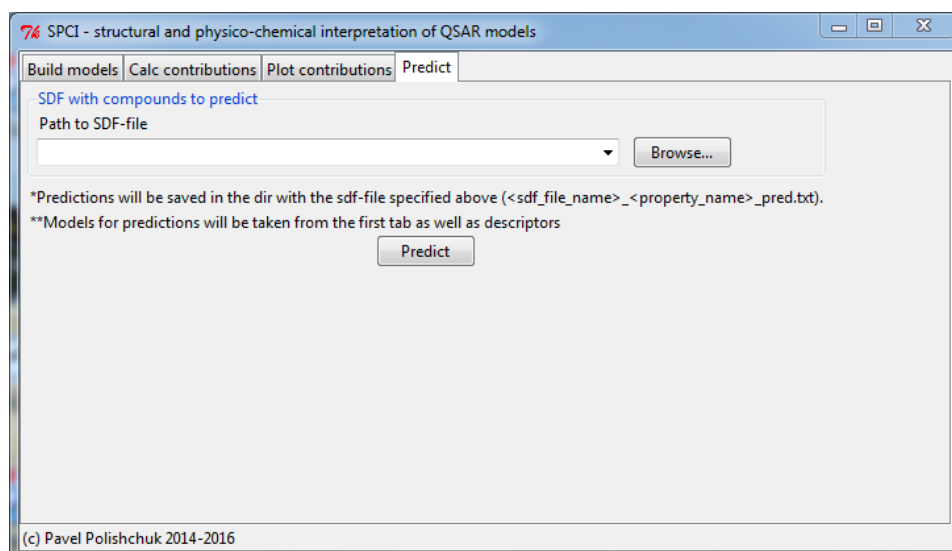 SPCI - structural and physico-chemical interpretation of QSAR models
Build models Calc contributions Plot contributions Predict
SDF with compounds to predict
Path to SDF-file
Browse...
*Predictions will be saved in the dir with the sdf-file specified above (<sdf_file_name>_<property_name>_pred.txt).
**Models for predictions will be taken from the first tab as well as descriptors
Predict
(c) Pavel Polishchuk 2014-2016